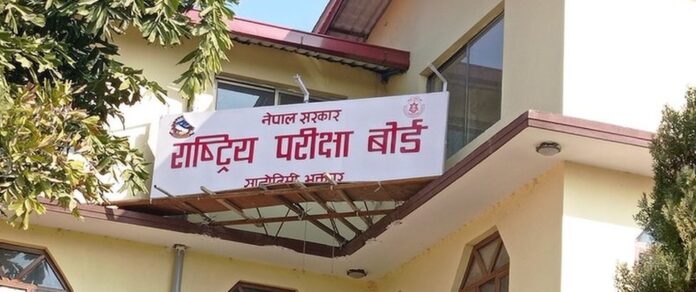 नेपाल सरकार
राष्ट्रिय परीक्षा बोर्ड
सानोठिमी भक्तपुर